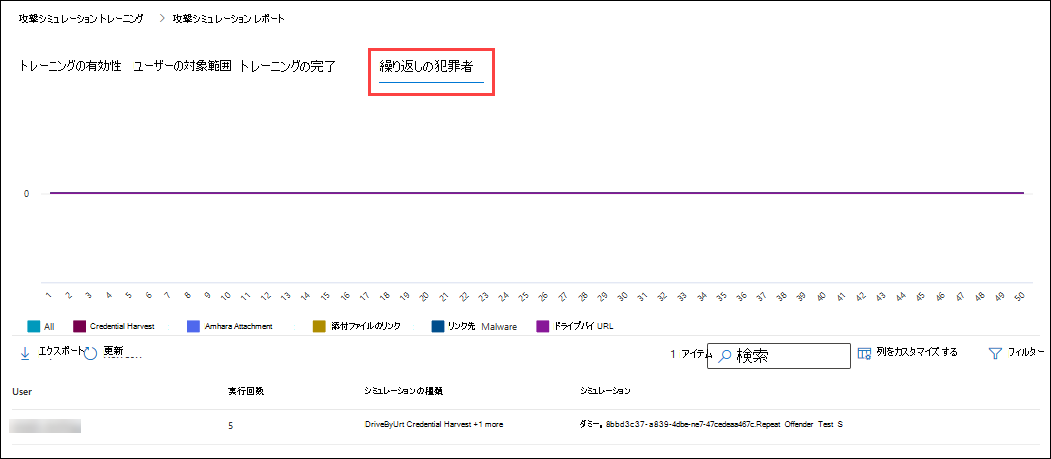 攻撃シミュレーション トレーニング > 攻撃シミュレーション レポート
トレーニングの有効性 ユーザーの対象範囲 トレーニングの完了 繰り返しの犯罪者
0
1 2 3 4 5 6 7 8 9 10 11 12 13 14 15 16 17 18 19 20 21 22 23 24 25 26 27 28 29 30 31 32 33 34 35 36 37 38 39 40 41 42 43 44 45 46 47 48 49 50
All Credential Harvest Amhara Attachment 添付ファイルのリンク リンク先 Malware ドライブバイ URL
エクスポート 更新 1 アイテム 検索 列をカスタマイズする フィルター
User 実行回数 シミュレーションの種類 シミュレーション
5 DriveByUrt Credential Harvest +1 more ダミー。8bbd3c37-a839-4dbe-ne7-47cedeaa467c.Repeat Offender Test S